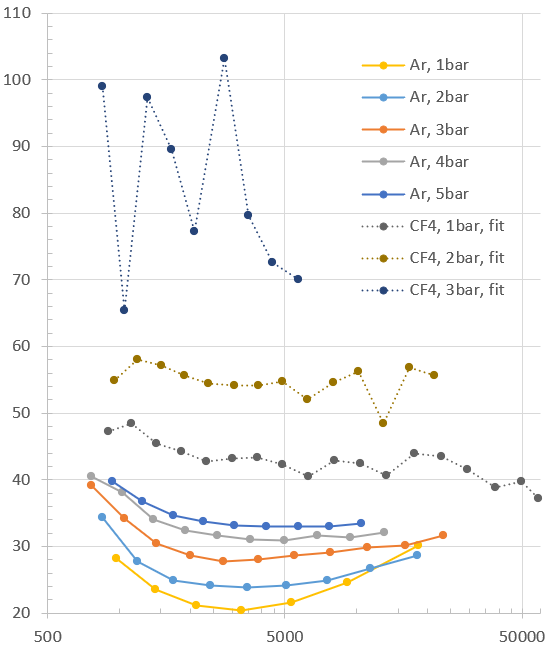 110
100
90
80
70
60
50
40
30
20
500
5000
50000
Ar, 1bar
Ar, 2bar
Ar, 3bar
Ar, 4bar
Ar, 5bar
CF4, 1bar, fit
CF4, 2bar, fit
CF4, 3bar, fit